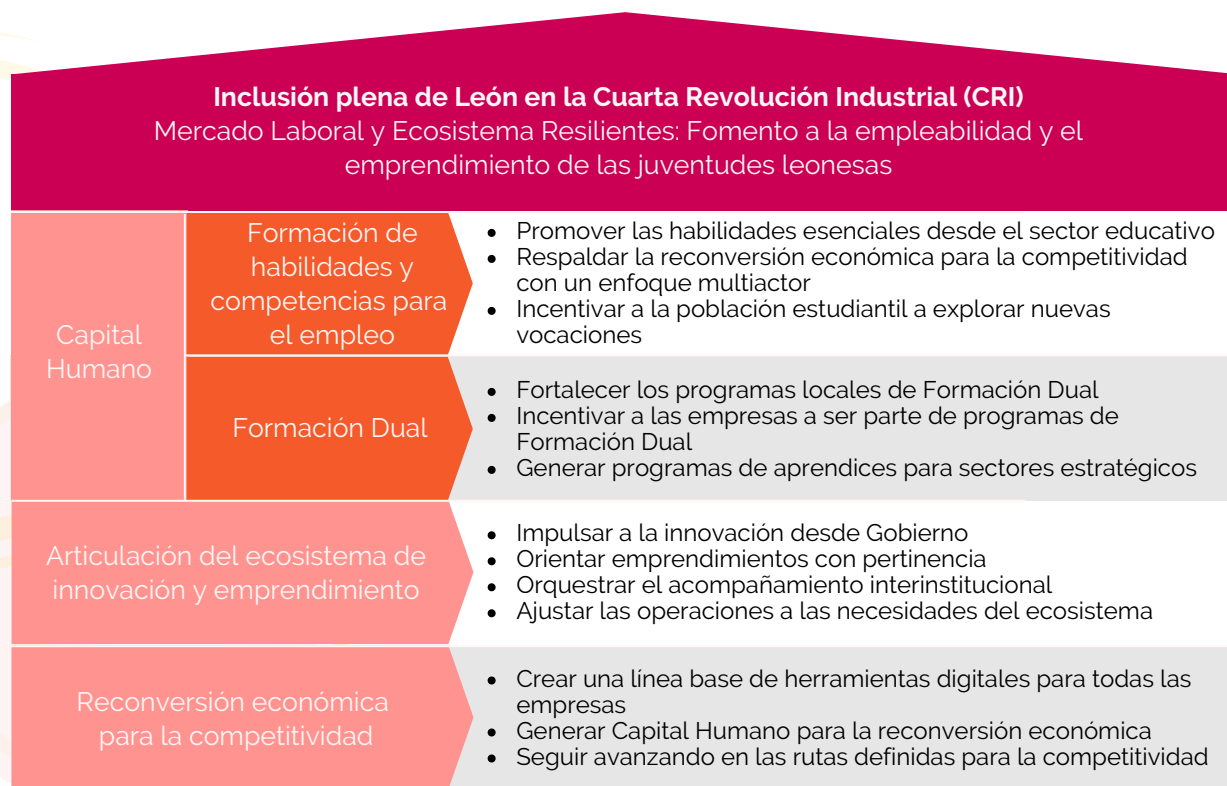 Inclusión plena de León en la Cuarta Revolución Industrial (CRI)
Mercado Laboral y Ecosistema Resilientes: Fomento a la empleabilidad y el
emprendimiento de las juventudes leonesas
Capital
Humano
Formación de
habilidades y
competencias para
el empleo
• Promover las habilidades esenciales desde el sector educativo
• Respaldar la reconversión económica para la competitividad
con un enfoque multiactor
• Incentivar a la población estudiantil a explorar nuevas
vocaciones
Formación Dual
• Fortalecer los programas locales de Formación Dual
• Incentivar a las empresas a ser parte de programas de
Formación Dual
• Generar programas de aprendices para sectores estratégicos
Articulación del ecosistema de
innovación y emprendimiento
• Impulsar a la innovación desde Gobierno
• Orientar emprendimientos con pertinencia
• Orquestrar el acompañamiento interinstitucional
• Ajustar las operaciones a las necesidades del ecosistema
Reconversión económica
para la competitividad
• Crear una línea base de herramientas digitales para todas las
empresas
• Generar Capital Humano para la reconversión económica
• Seguir avanzando en las rutas definidas para la competitividad